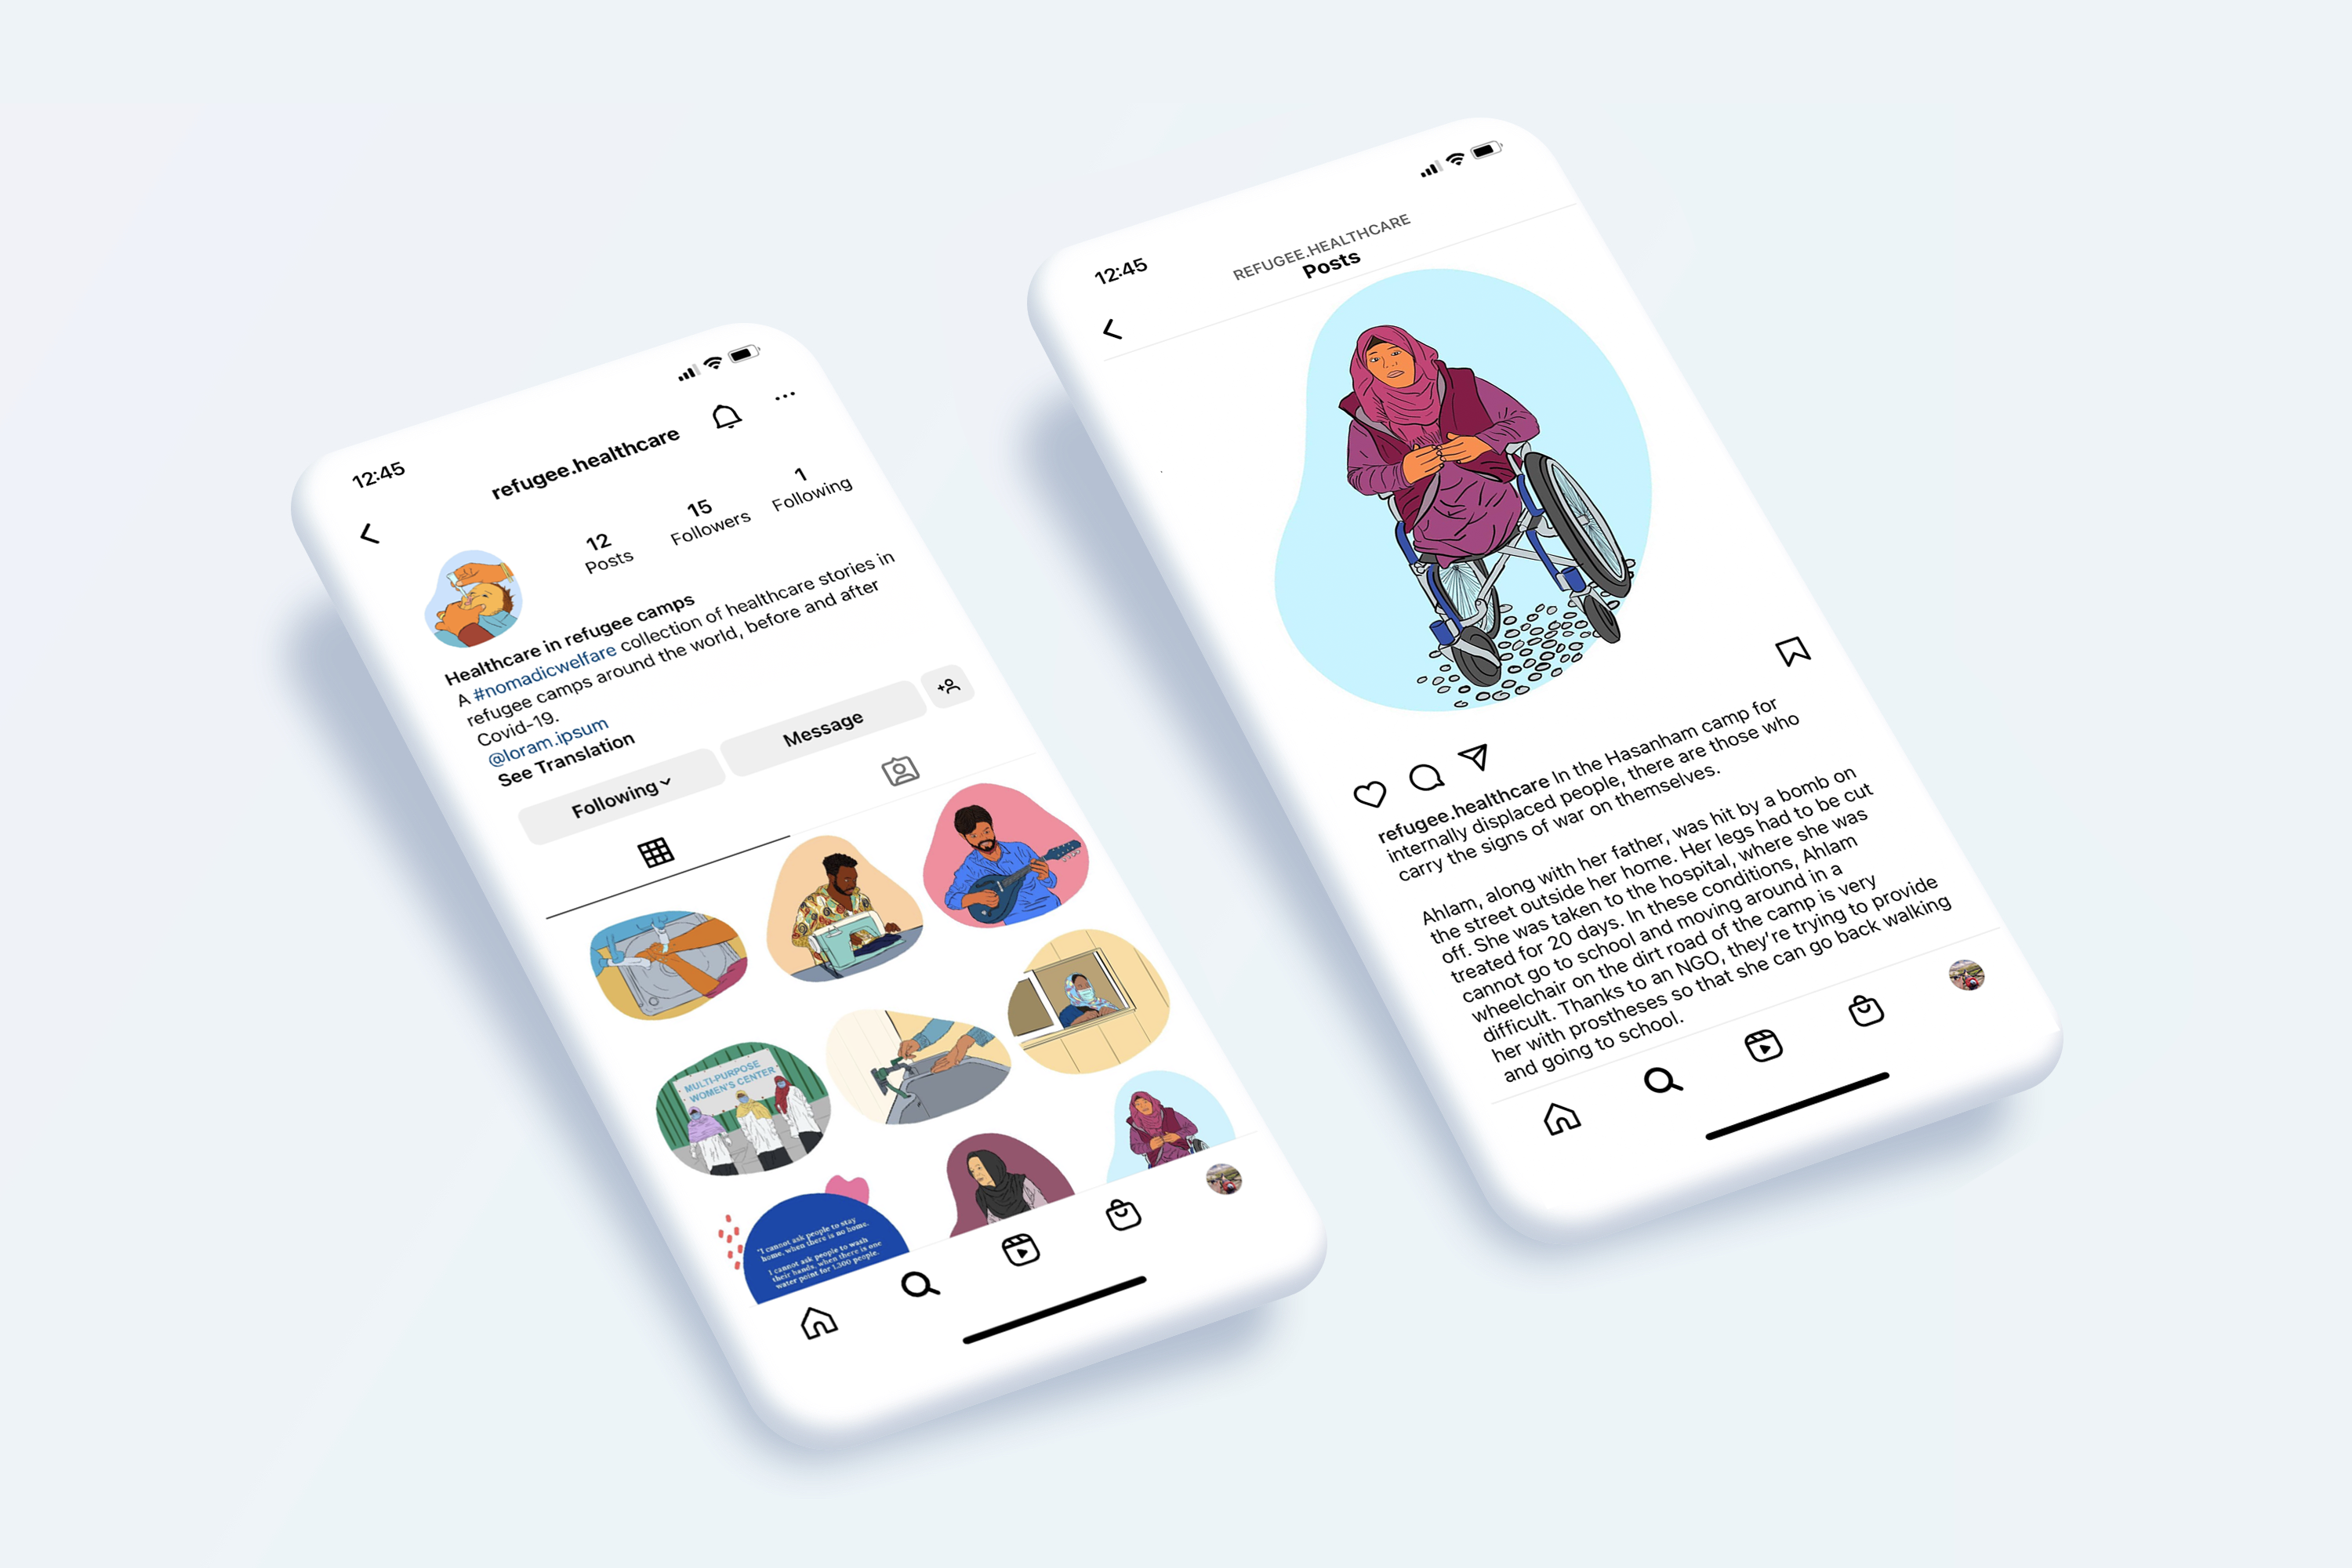 12:45
refugee.healthcare
12
Posts
15
Followers
1
Following
Healthcare in refugee camps
A #nomadicwelfare collection of healthcare stories in
refugee camps around the world, before and after
Covid-19.
@loram.ipsum
See Translation
Following
Message
MULTI-PURPOSE
WOMEN'S CENTER
"I cannot ask people to stay
home, when there is no home.
I cannot ask people to wash
their hands, when there is one
water point for 1.300 people.
12:45
REFUGEE.HEALTHCARE
Posts
refugee.healthcare In the Hasanham camp for
internally displaced people, there are those who
carry the signs of war on themselves.
Ahlam, along with her father, was hit by a bomb on
the street outside her home. Her legs had to be cut
off. She was taken to the hospital, where she was
treated for 20 days. In these conditions, Ahlam
cannot go to school and moving around in a
wheelchair on the dirt road of the camp is very
difficult. Thanks to an NGO, they're trying to provide
her with prostheses so that she can go back walking
and going to school.